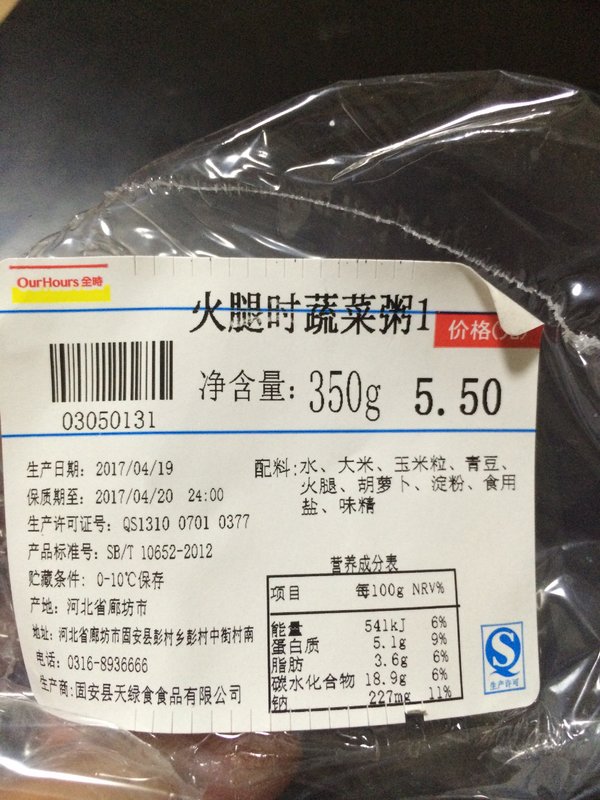 OurHours 全時
火腿时蔬菜粥1
价格
03050131
净含量: 350g 5.50
生产日期: 2017/04/19
保质期至: 2017/04/20 24:00
生产许可证号: QS1310 0701 0377
产品标准号: SB/T 10652-2012
贮藏条件: 0-10℃保存
产地: 河北省廊坊市
地址: 河北省廊坊市固安县彭村乡彭村中街村南
电话: 0316-8936666
生产商: 固安县天绿食食品有限公司
配料:水、大米、玉米粒、青豆、
火腿、胡萝卜、淀粉、食用
盐、味精
营养成分表
项目 每100g NRV%
能量 541kJ 6%
蛋白质 5.1g 9%
脂肪 3.6g 6%
碳水化合物 18.9g 6%
钠 227mg 11%
生产许可